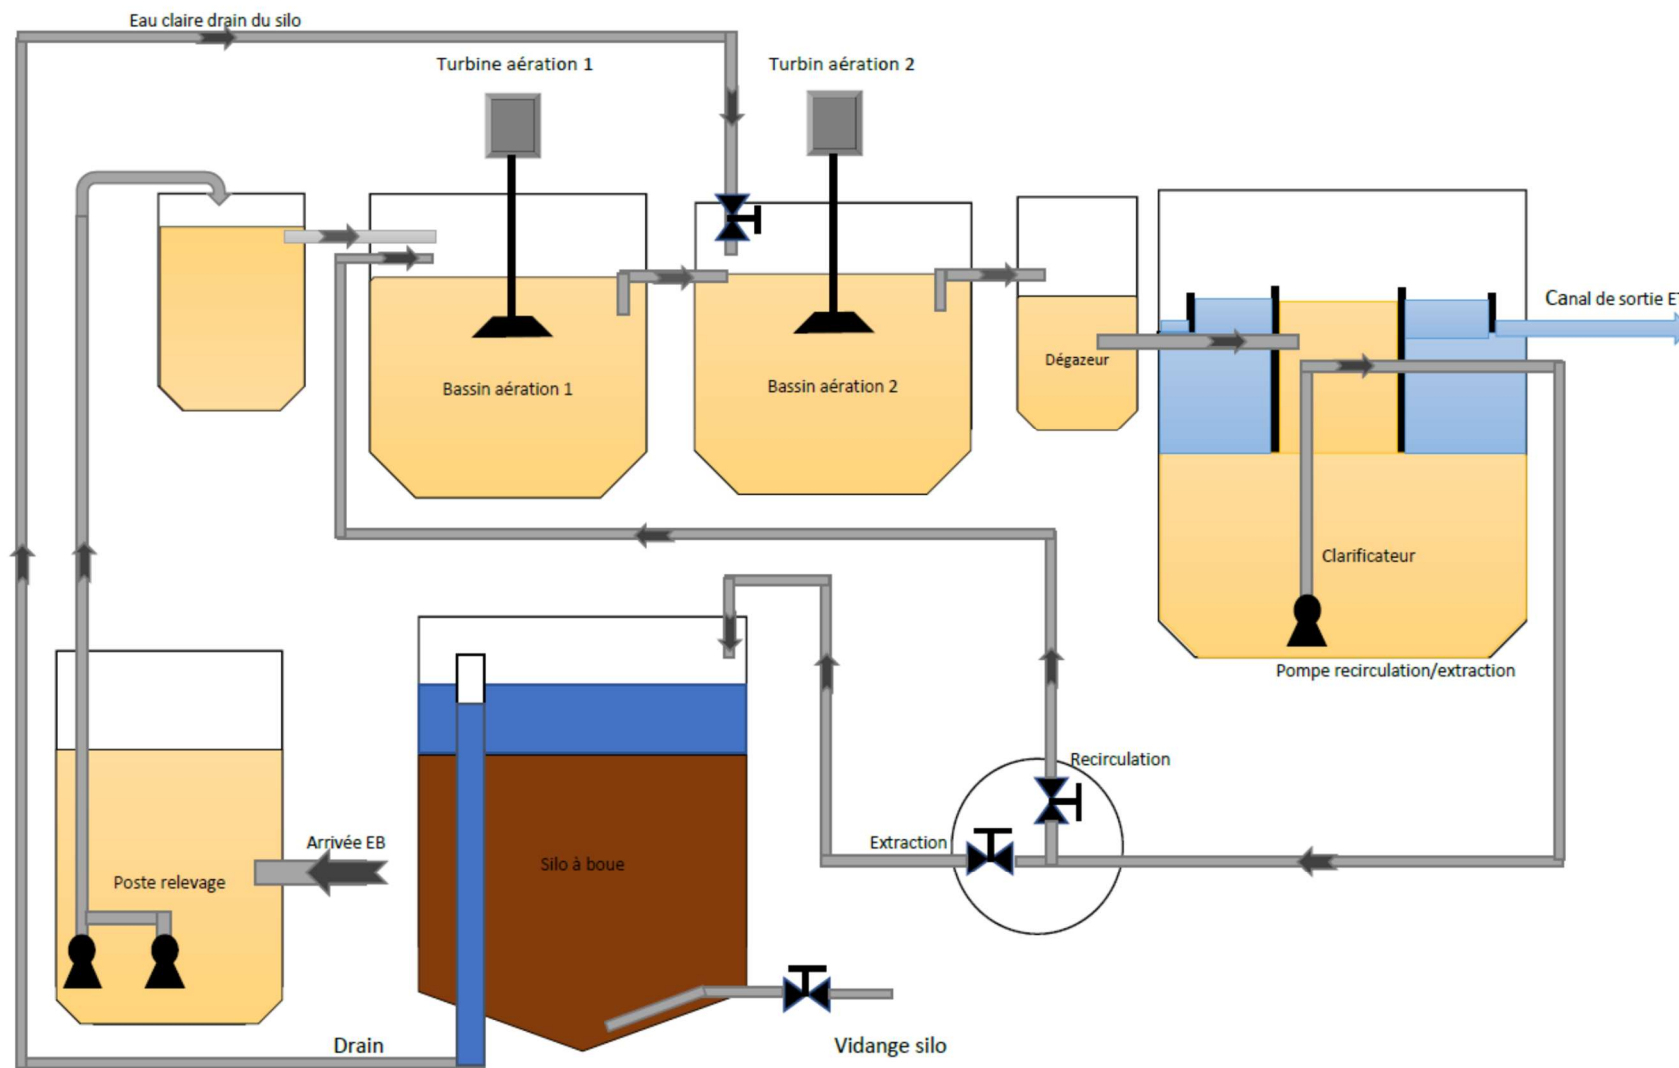 Eau claire drain du silo
Turbine aération 1
Turbin aération 2
Canal de sortie ET
Dégazeur
Bassin aération 1
Bassin aération 2
Clarificateur
Pompe recirculation/extraction
Recirculation
Arrivée EB
Extraction
Silo à boue
Poste relevage
Drain
Vidange silo